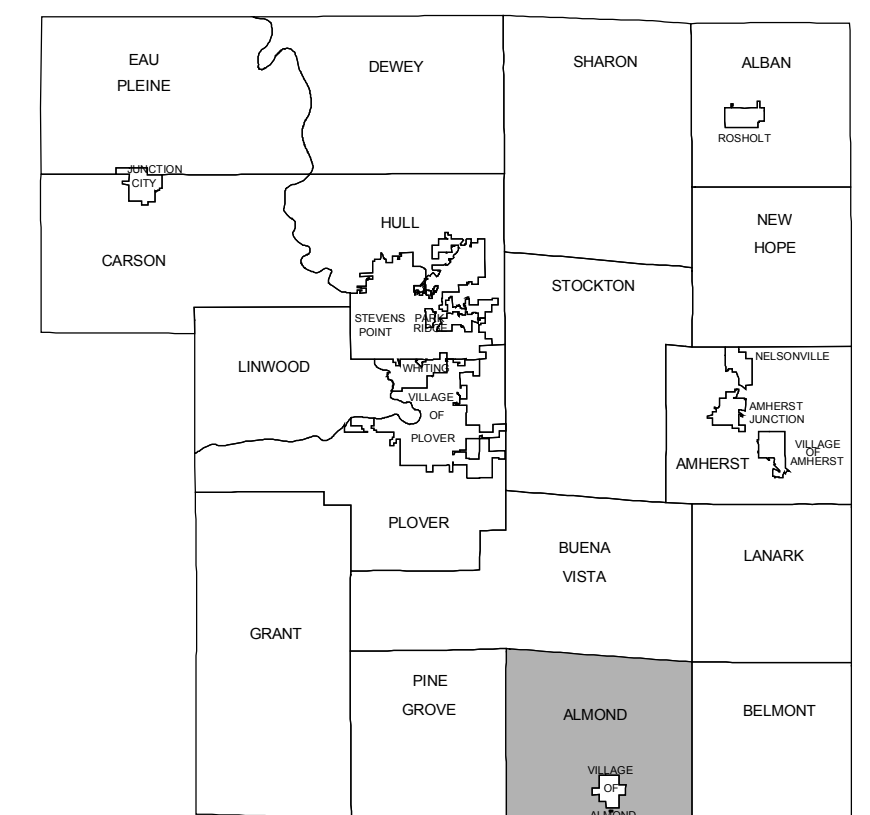 EAU
PLEINE
DEWEY
SHARON
ALBAN
ROSHOLT
JUNCTION
CITY
CARSON
HULL
NEW
HOPE
STOCKTON
STEVENS
POINT
PARK
RIDGE
LINWOOD
WHITING
VILLAGE
OF
PLOVER
NELSONVILLE
AMHERST
JUNCTION
AMHERST
VILLAGE
OF
AMHERST
PLOVER
BUENA
VISTA
LANARK
GRANT
PINE
GROVE
ALMOND
BELMONT
VILLAGE
OF
ALMOND